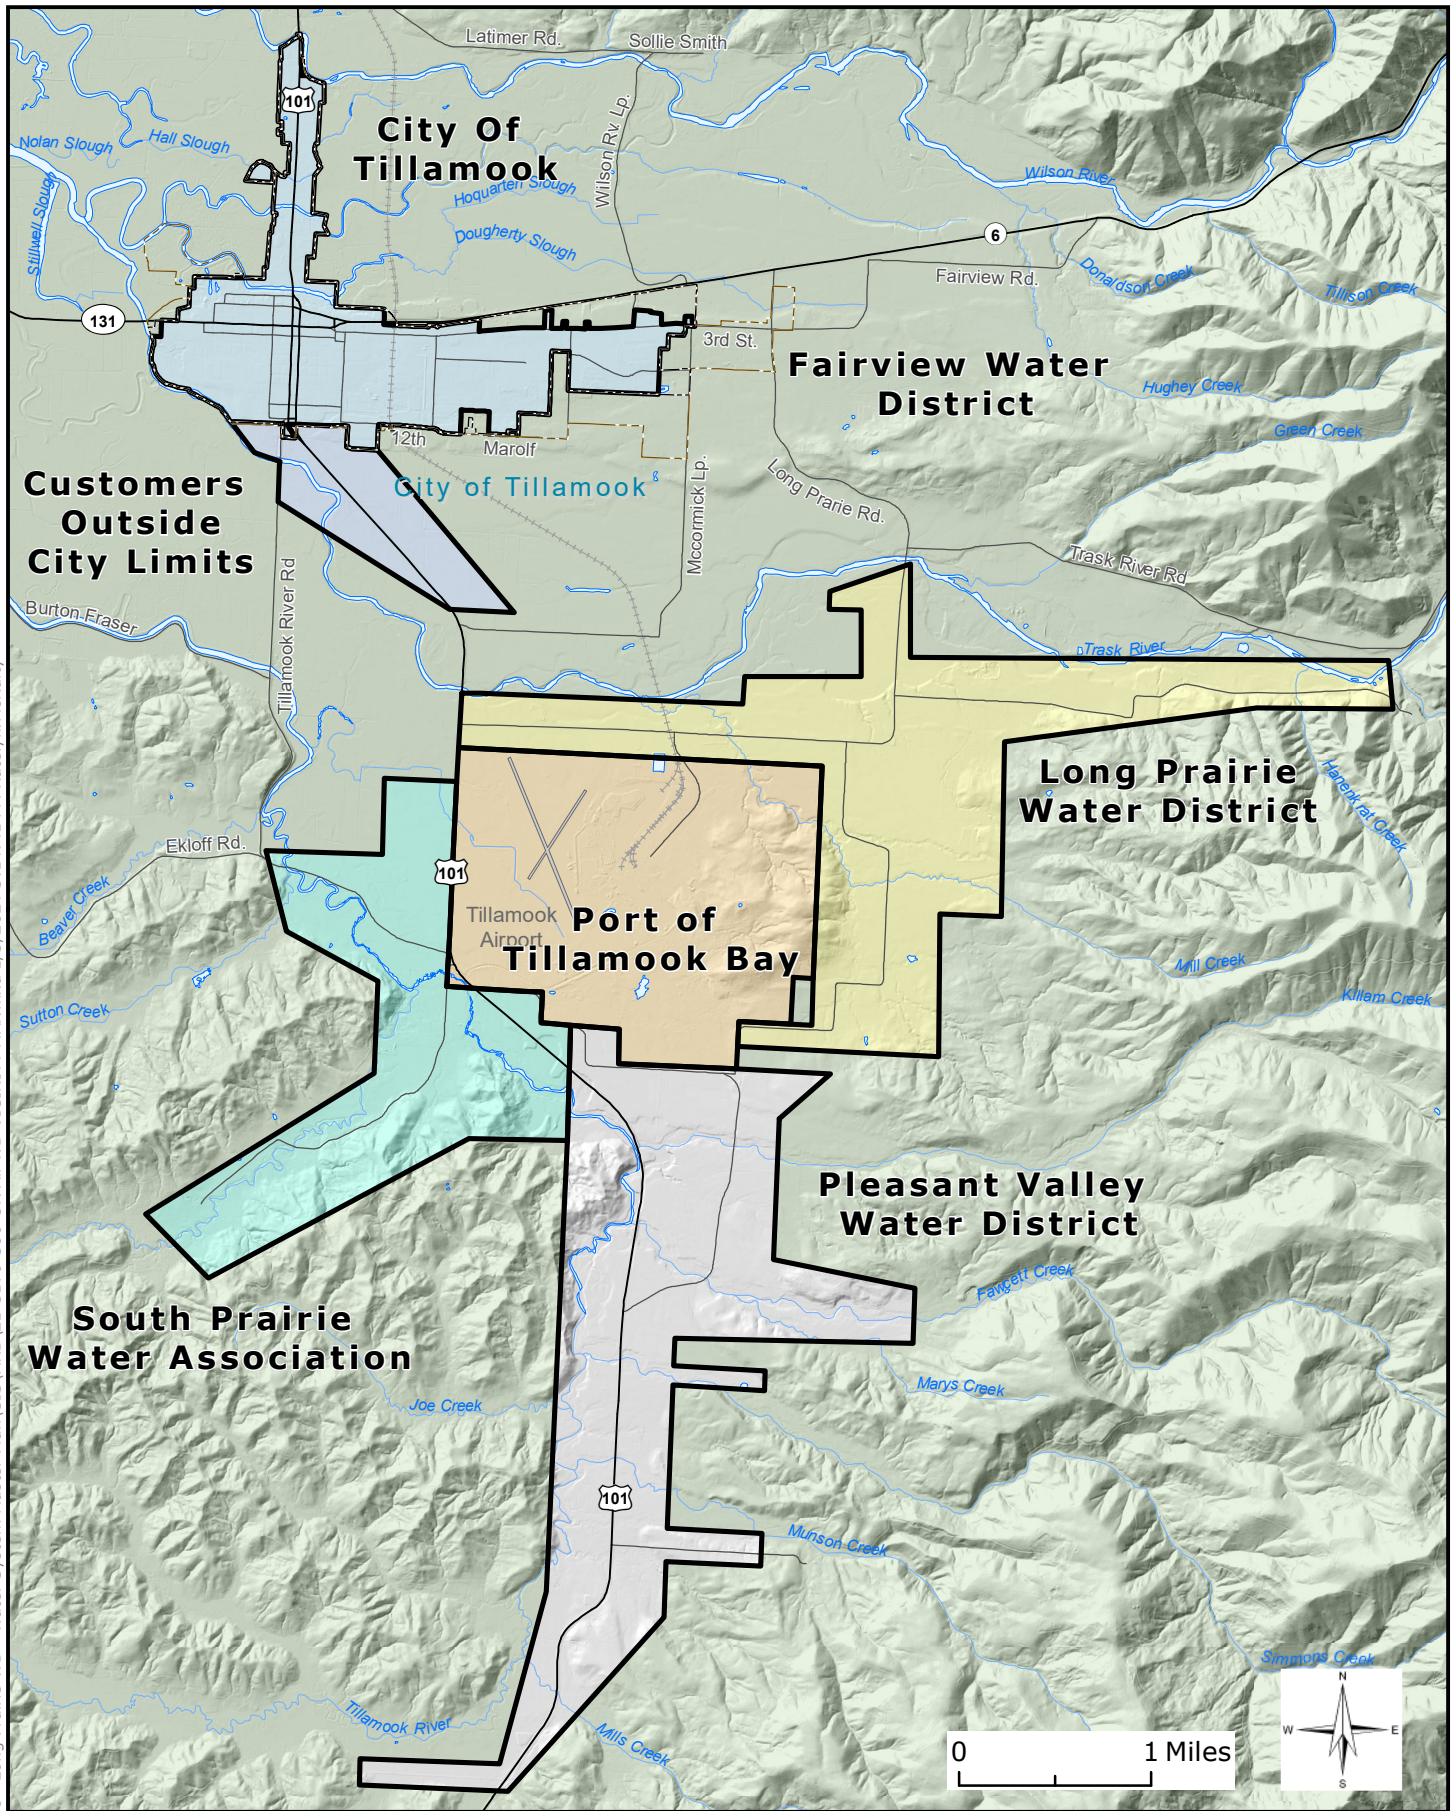 Latimer Rd.
Sollie Smith
101
City Of
Tillamook
Wilson Rv. Lp.
Nolan Slough
Hall Slough
Hoquarten Slough
Wilson River
Stillwell Slough
Dougherty Slough
6
Fairview Rd.
Donaldson Creek
Tillison Creek
131
3rd St.
Fairview Water
District
Hughey Creek
Green Creek
12th
Marolf
City of Tillamook
Customers
Outside
City Limits
Mccormick Lp.
Long Prarie Rd.
Trask River Rd
Burton Fraser
Tillamook River Rd
Trask River
Long Prairie
Water District
Hanenkrat Creek
Ekloff Rd.
101
Beaver Creek
Tillamook
Airport
Port of
Tillamook Bay
Mill Creek
Killam Creek
Sutton Creek
Pleasant Valley
Water District
Fawcett Creek
South Prairie
Water Association
Marys Creek
Joe Creek
101
Munson Creek
Simmons Creek
Tillamook River
Mills Creek
0
1 Miles
N
W
E
S